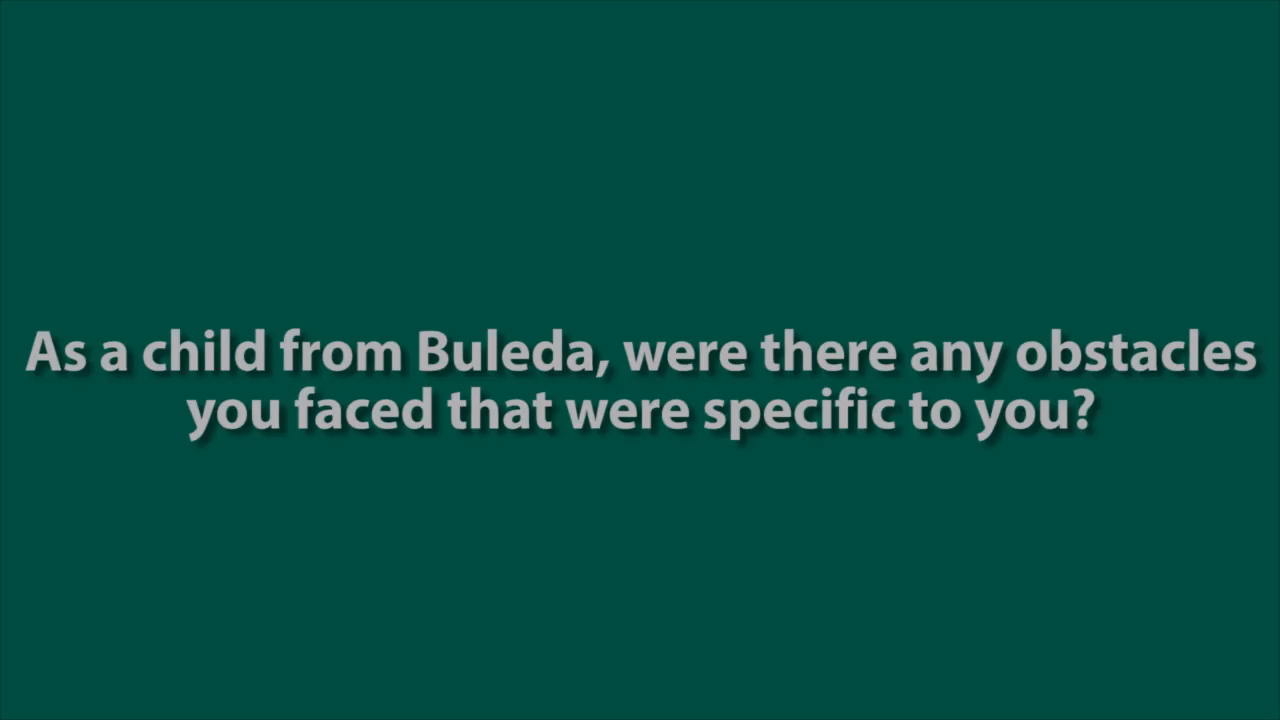 As a child from Buleda, were there any obstacles
you faced that were specific to you?